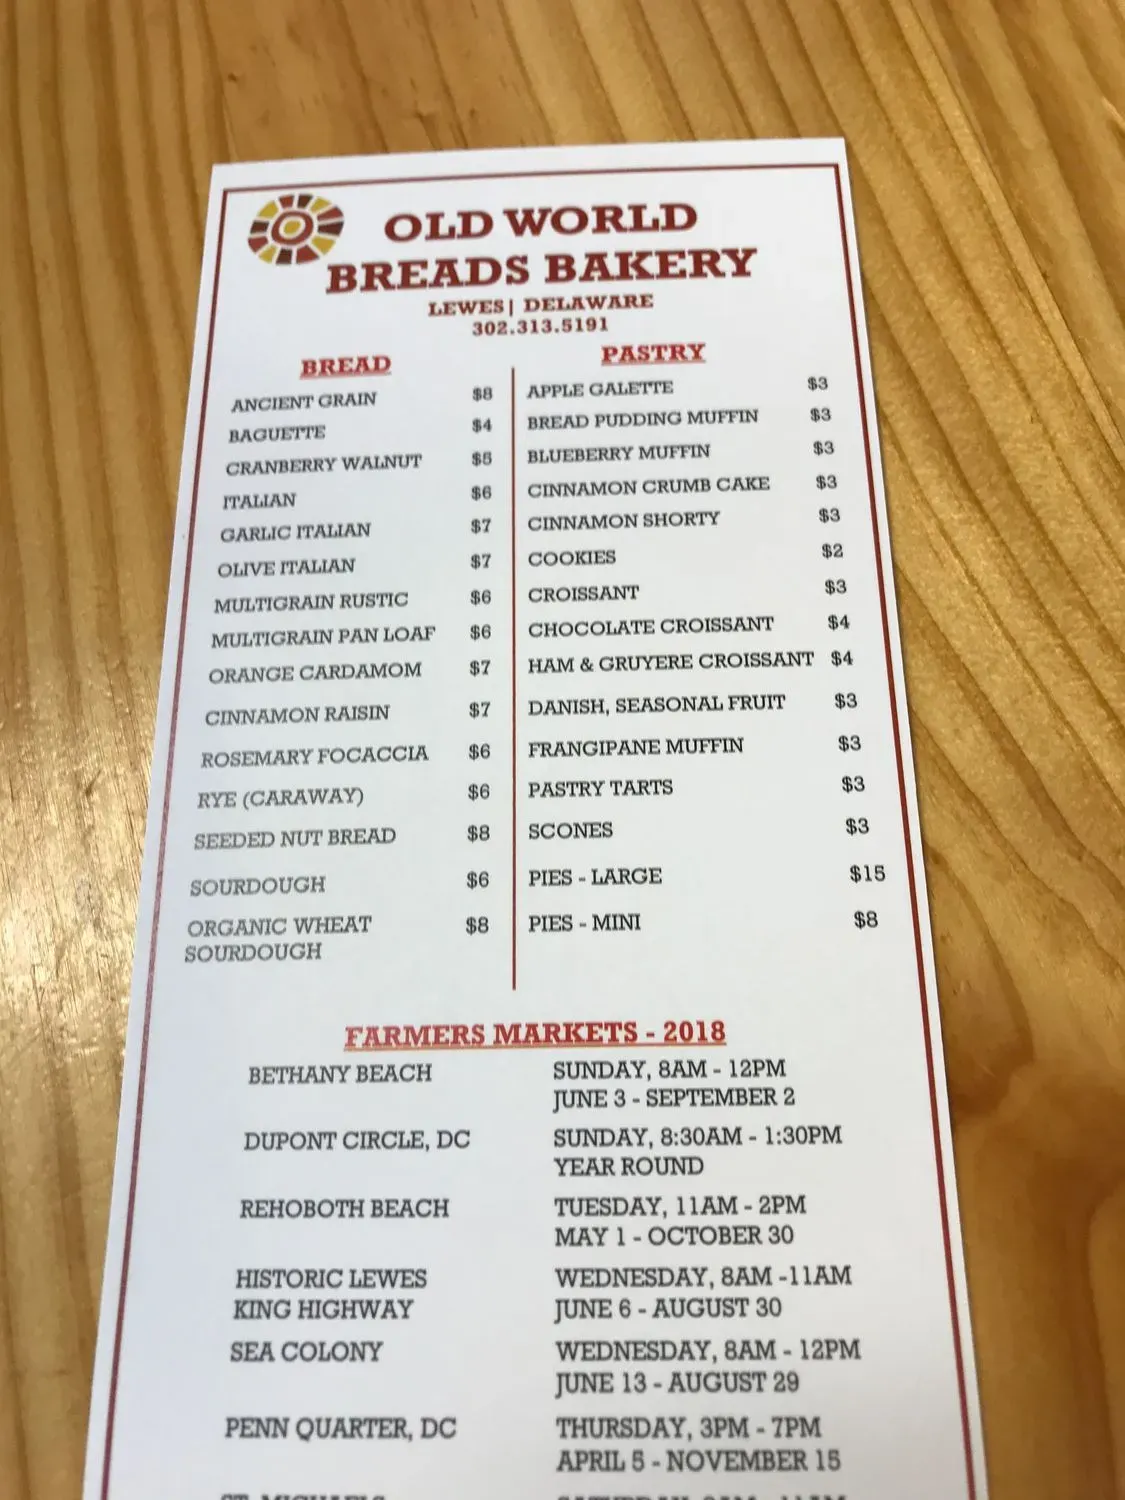 OLD WORLD
BREADS BAKERY
LEWES| DELAWARE
302.313.5191
BREAD
ANCIENT GRAIN $8
BAGUETTE $4
CRANBERRY WALNUT $5
ITALIAN $6
GARLIC ITALIAN $7
OLIVE ITALIAN $7
MULTIGRAIN RUSTIC $6
MULTIGRAIN PAN LOAF $6
ORANGE CARDAMOM $7
CINNAMON RAISIN $7
ROSEMARY FOCACCIA $6
RYE (CARAWAY) $6
SEEDED NUT BREAD $8
SOURDOUGH $6
ORGANIC WHEAT $8
SOURDOUGH
PASTRY
APPLE GALETTE $3
BREAD PUDDING MUFFIN $3
BLUEBERRY MUFFIN $3
CINNAMON CRUMB CAKE $3
CINNAMON SHORTY $3
COOKIES $2
CROISSANT $3
CHOCOLATE CROISSANT $4
HAM & GRUYERE CROISSANT $4
DANISH, SEASONAL FRUIT $3
FRANGIPANE MUFFIN $3
PASTRY TARTS $3
SCONES $3
PIES - LARGE $15
PIES - MINI $8
FARMERS MARKETS - 2018
BETHANY BEACH SUNDAY, 8AM - 12PM
JUNE 3 - SEPTEMBER 2
DUPONT CIRCLE, DC SUNDAY, 8:30AM - 1:30PM
YEAR ROUND
REHOBOTH BEACH TUESDAY, 11AM - 2PM
MAY 1 - OCTOBER 30
HISTORIC LEWES WEDNESDAY, 8AM -11AM
KING HIGHWAY JUNE 6 - AUGUST 30
SEA COLONY WEDNESDAY, 8AM - 12PM
JUNE 13 - AUGUST 29
PENN QUARTER, DC THURSDAY, 3PM - 7PM
APRIL 5 - NOVEMBER 15
ST. MICHAELS SATURDAY